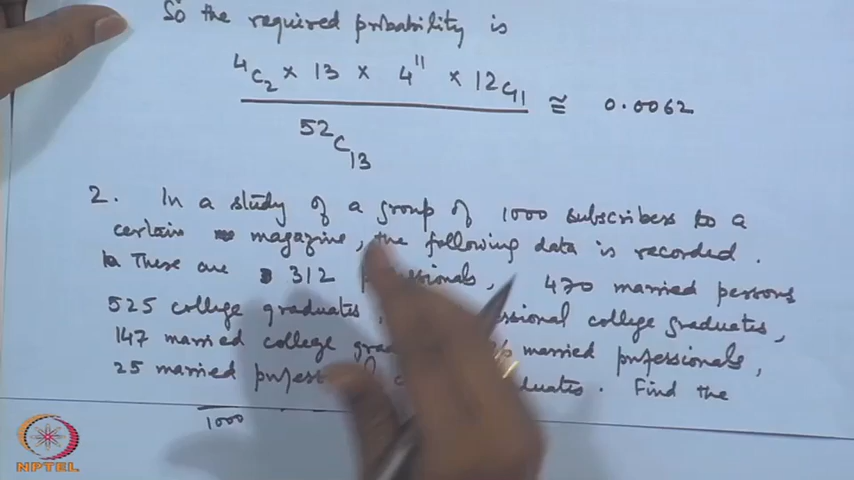 So the required probability is
4C2 × 13 × 4^11 × 12C11 ≅ 0.0062
52C13
2. In a study of a group of 1000 subscribers to a
certain magazine, the following data is recorded.
There are 312 professionals, 470 married persons
525 college graduates, college graduates,
147 married college married professionals,
25 married . Find the
1000
NPTEL